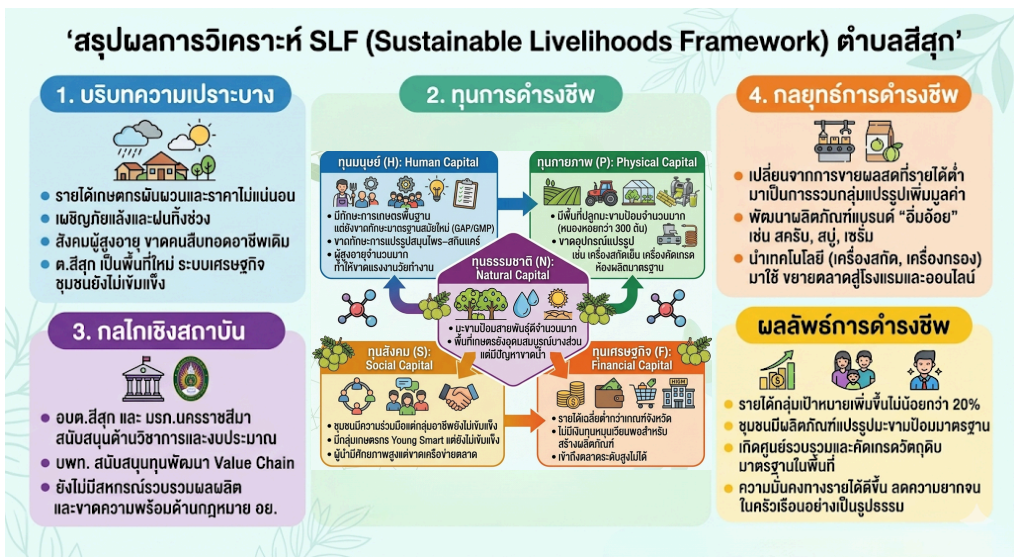 ‘สรุปผลการวิเคราะห์ SLF (Sustainable Livelihoods Framework) ตำบลสีสุก’
1. บริบทความเปราะบาง
รายได้เกษตกรผันผวนและราคาไม่แน่นอน
เผชิญภัยแล้งและฝนทิ้งช่วง
สังคมผู้สูงอายุ ขาดคนสืบทอดอาชีพเดิม
ต.สีสุก เป็นพื้นที่ใหม่ ระบบเศรษฐกิจ
ชุมชนยังไม่เข้มแข็ง
2. ทุนการดำรงชีพ
ทุนมนุษย์ (H): Human Capital
มีทักษะการเกษตรพื้นฐาน
แต่ยังขาดทักษะมาตรฐานสมัยใหม่ (GAP/GMP)
ขาดทักษะการแปรรูปสมุนไพร-สกินแคร์
ผู้สูงอายุจำนวนมาก
ทำให้ขาดแรงงานวัยทำงาน
ทุนกายภาพ (P): Physical Capital
มีพื้นที่ปลูกมะขามป้อมจำนวนมาก
(หนองหอยกว่า 300 ต้น)
ขาดอุปกรณ์แปรรูป
เช่น เครื่องสกัดเย็น เครื่องคัดเกรด
ห้องผลิตมาตรฐาน
ทุนธรรมชาติ (N):
Natural Capital
มะขามป้อมสายพันธุ์ดีจำนวนมาก
พื้นที่เกษตรยังอุดมสมบูรณ์บางส่วน
แต่มีปัญหาขาดน้ำ
ทุนสังคม (S):
Social Capital
ชุมชนมีความร่วมมือแต่กลุ่มอาชีพยังไม่เข้มแข็ง
มีกลุ่มเกษตรกร Young Smart แต่ยังไม่เข้มแข็ง
ผู้นำมีศักยภาพสูงแต่ขาดเครือข่ายตลาด
ทุนเศรษฐกิจ (F):
Financial Capital
HIGH
รายได้เฉลี่ยต่ำกว่าเกณฑ์จังหวัด
ไม่มีเงินทุนหมุนเวียนพอสำหรับ
สร้างผลิตภัณฑ์
เข้าถึงตลาดระดับสูงไม่ได้
3. กลไกเชิงสถาบัน
อบต.สีสุก และ มรภ.นครราชสีมา
สนับสนุนด้านวิชาการและงบประมาณ
บพท. สนับสนุนทุนพัฒนา Value Chain
ยังไม่มีสหกรณ์รวบรวมผลผลิต
และขาดความพร้อมด้านกฎหมาย อย.
4. กลยุทธ์การดำรงชีพ
เปลี่ยนจากการขายผลสดที่รายได้ต่ำ
มาเป็นการรวมกลุ่มแปรรูปเพิ่มมูลค่า
พัฒนาผลิตภัณฑ์แบรนด์ “อิ่มอ้อย”
เช่น สครับ, สบู่, เซรั่ม
นำเทคโนโลยี (เครื่องสกัด, เครื่องกรอง)
มาใช้ ขยายตลาดสู่โรงแรมและออนไลน์
ผลลัพธ์การดำรงชีพ
รายได้กลุ่มเป้าหมายเพิ่มขึ้นไม่น้อยกว่า 20%
ชุมชนมีผลิตภัณฑ์แปรรูปมะขามป้อมมาตรฐาน
เกิดศูนย์รวบรวมและคัดเกรดวัตถุดิบ
มาตรฐานในพื้นที่
ความมั่นคงทางรายได้ดีขึ้น ลดความยากจน
ในครัวเรือนอย่างเป็นรูปธรรม